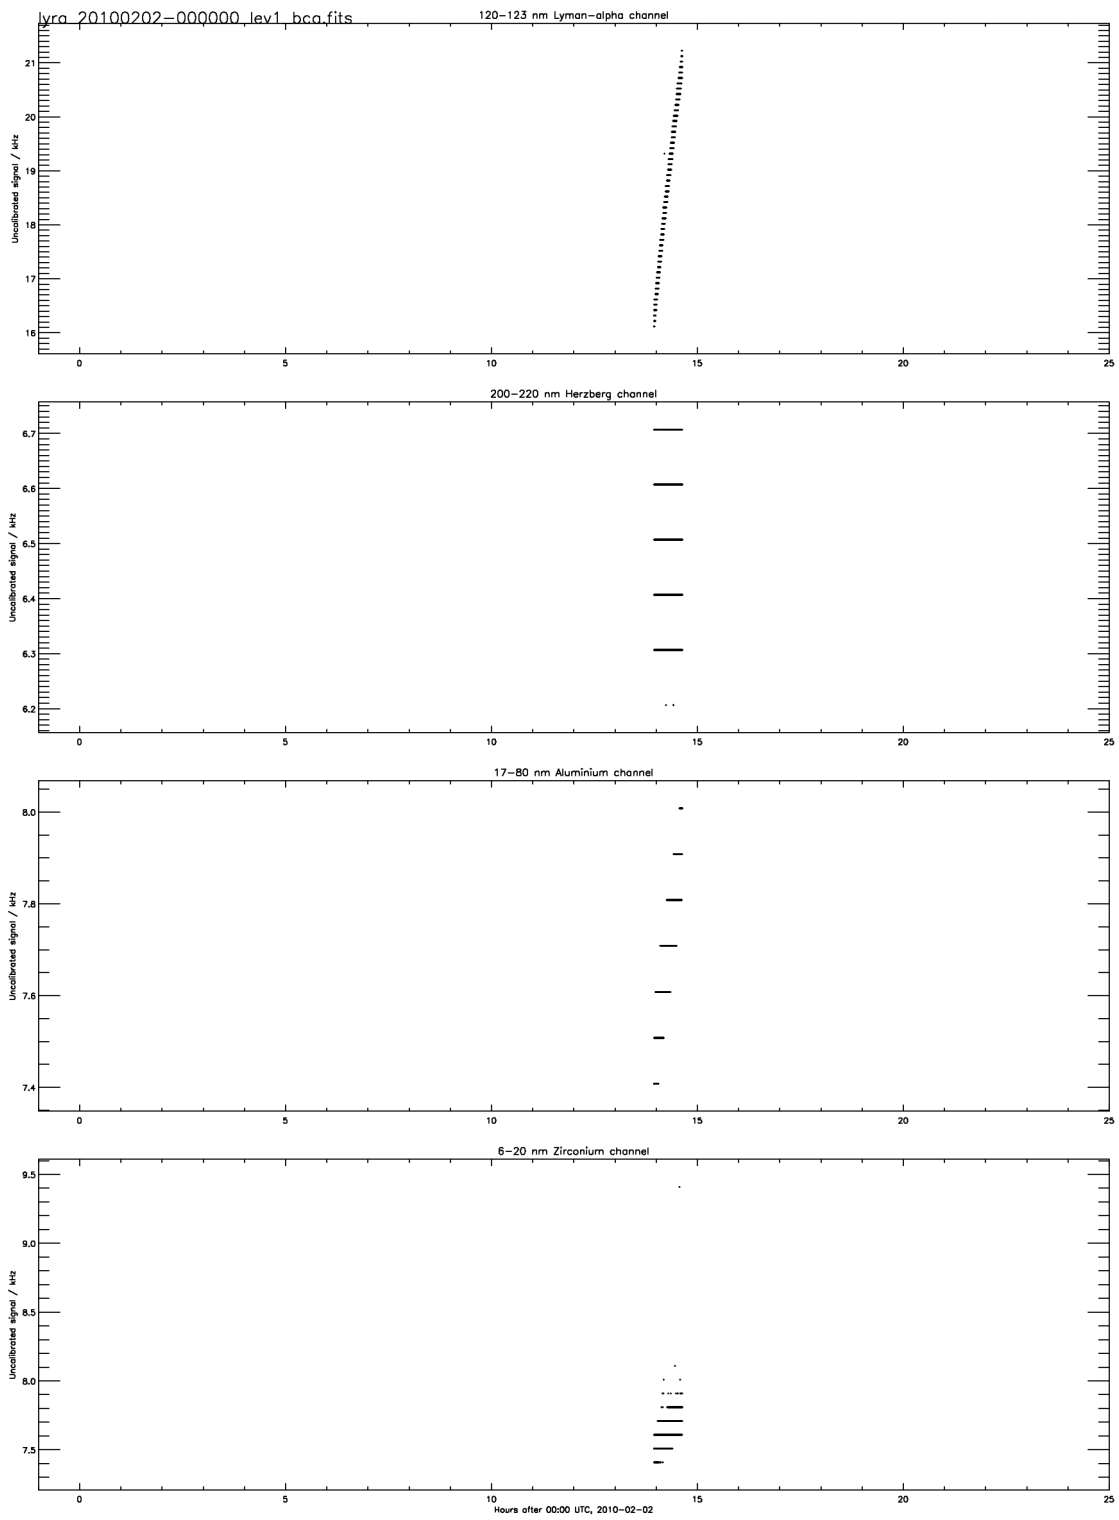 lyra_20100202-000000_lev1_bca.fits
120-123 nm Lyman-alpha channel
21
20
19
18
17
16
Uncalibrated signal / kHz
0 5 10 15 20 25
200-220 nm Herzberg channel
6.7
6.6
6.5
6.4
6.3
6.2
Uncalibrated signal / kHz
0 5 10 15 20 25
17-80 nm Aluminium channel
8.0
7.8
7.6
7.4
Uncalibrated signal / kHz
0 5 10 15 20 25
6-20 nm Zirconium channel
9.5
9.0
8.5
8.0
7.5
Uncalibrated signal / kHz
0 5 10 15 20 25
Hours after 00:00 UTC, 2010-02-02